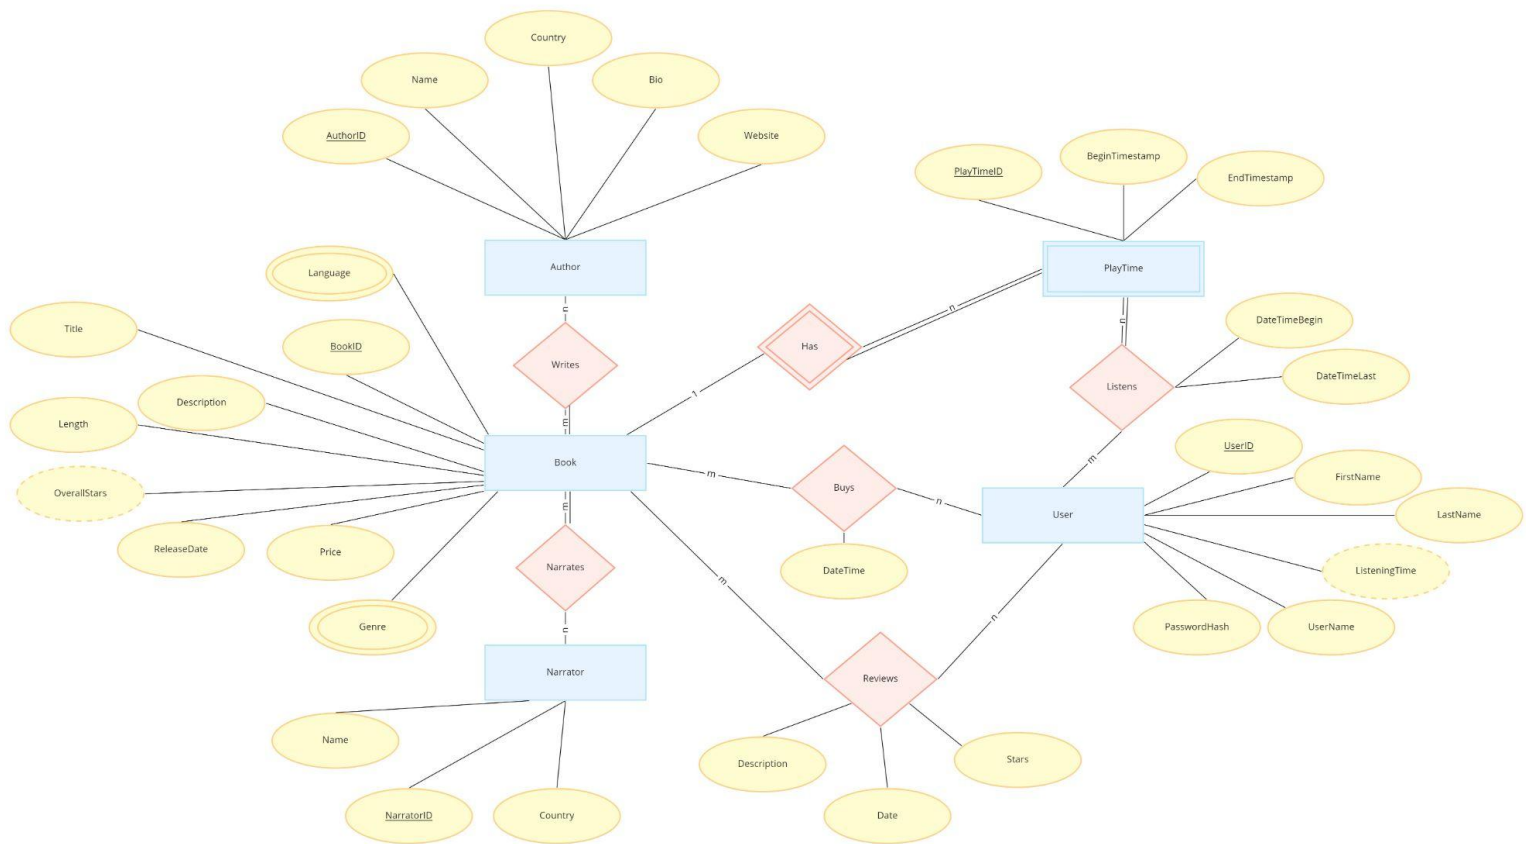 Country
Name
Bio
AuthorID
Website
BeginTimestamp
PlayTimeID
EndTimestamp
Author
PlayTime
Language
n
n
n
DateTimeBegin
Title
BookID
Has
Writes
DateTimeLast
Listens
Description
1
Length
m
UserID
Book
m
m
FirstName
OverallStars
Buys
n
User
LastName
m
ReleaseDate
Price
Narrates
DateTime
ListeningTime
m
Genre
n
n
PasswordHash
UserName
Narrator
Reviews
Name
Description
Stars
NarratorID
Country
Date